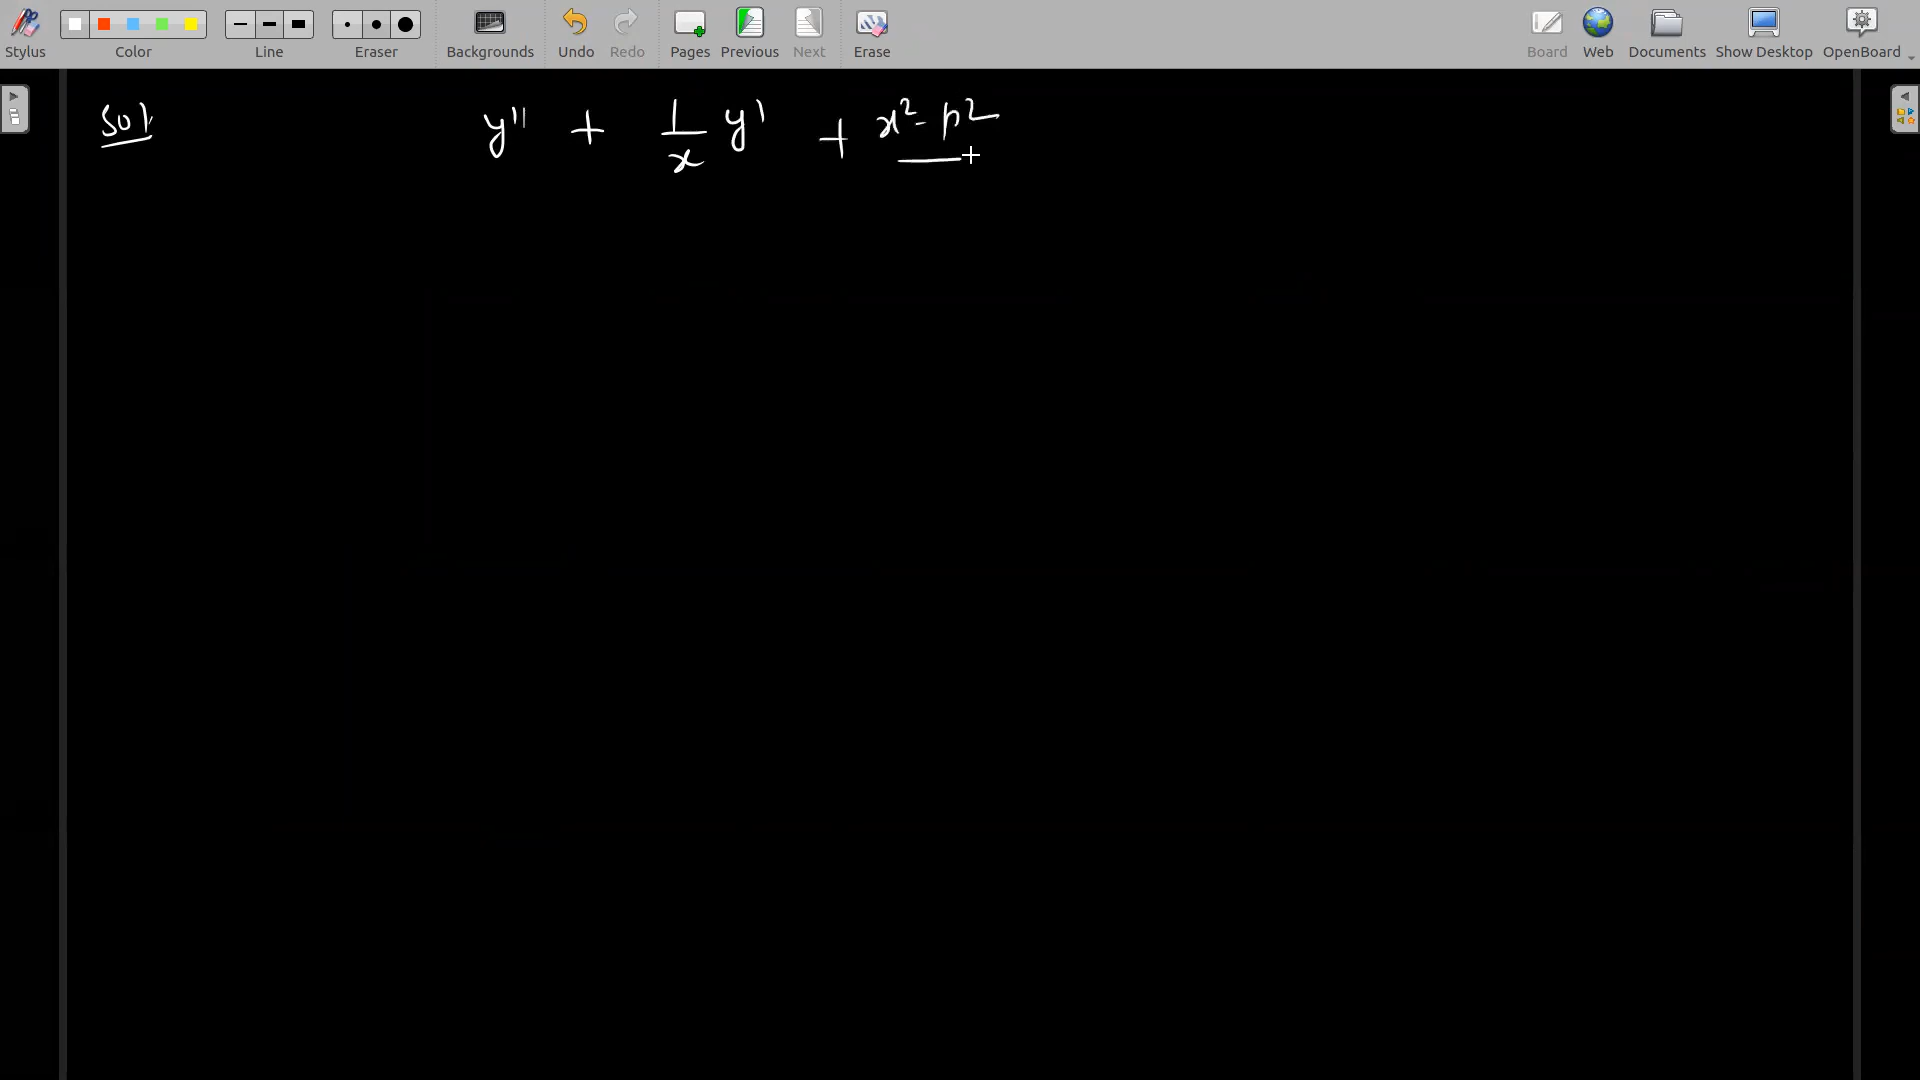 Stylus Color Line Eraser Backgrounds Undo Redo Pages Previous Next Erase Board Web Documents Show Desktop OpenBoard
Sol. y'' + 1/x y' + x² - p²